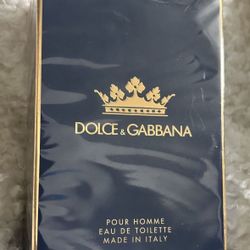 DOLCE & GABBANA
POUR HOMME
EAU DE TOILETTE
MADE IN ITALY